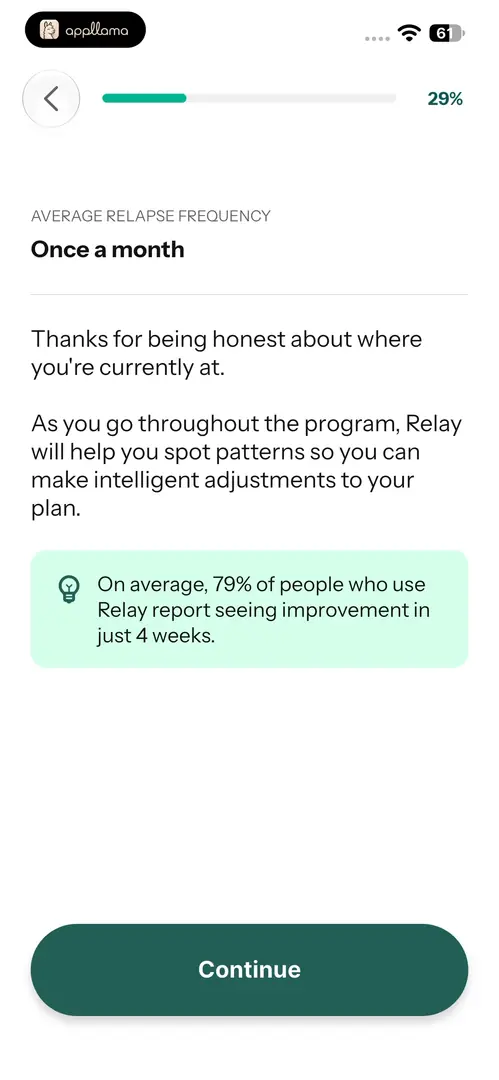 appllama
61
29%
AVERAGE RELAPSE FREQUENCY
Once a month
Thanks for being honest about where
you're currently at.
As you go throughout the program, Relay
will help you spot patterns so you can
make intelligent adjustments to your
plan.
On average, 79% of people who use
Relay report seeing improvement in
just 4 weeks.
Continue